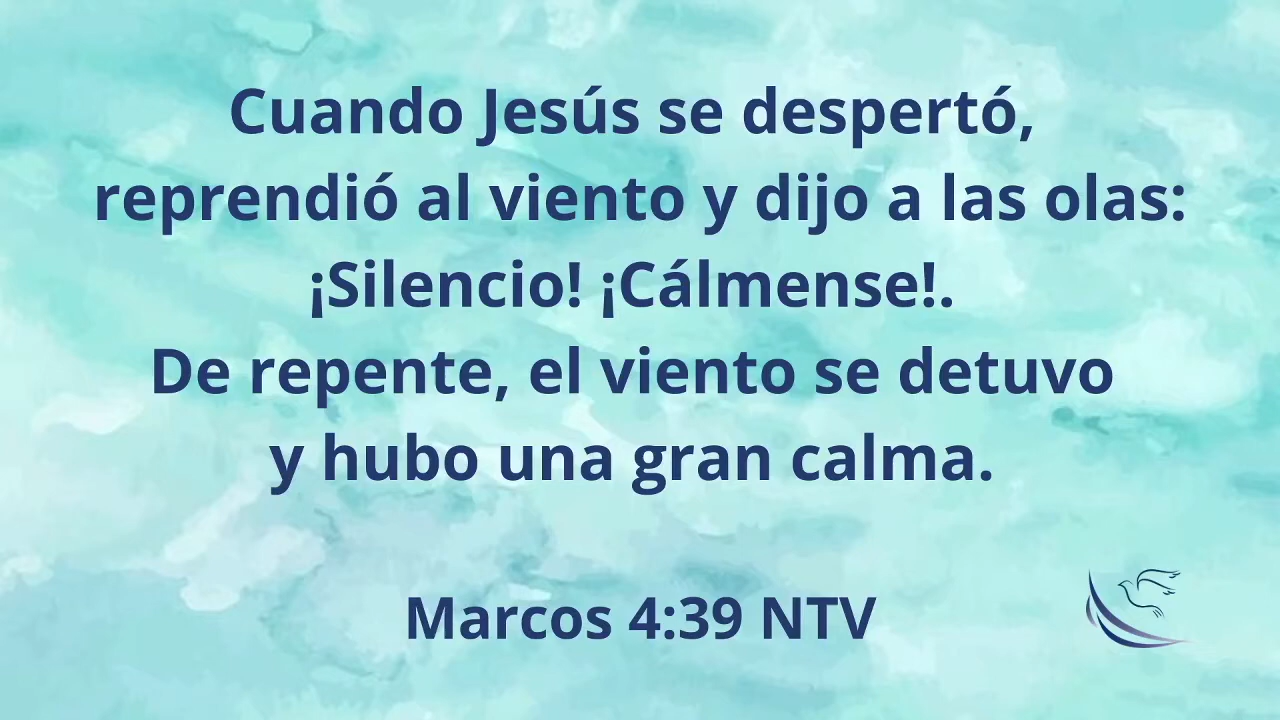 Cuando Jesús se despertó,
reprendió al viento y dijo a las olas:
¡Silencio! ¡Cálmense!.
De repente, el viento se detuvo
y hubo una gran calma.
Marcos 4:39 NTV